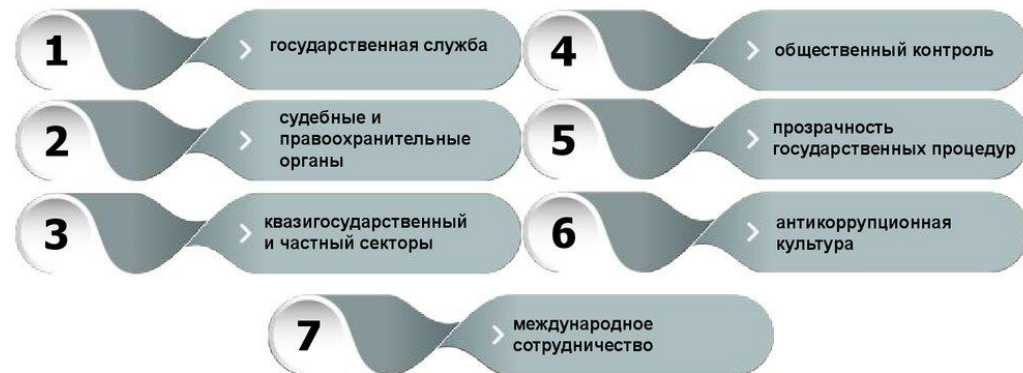 1
государственная служба
2
судебные и
правоохранительные
органы
3
квазигосударственный
и частный секторы
4
общественный контроль
5
прозрачность
государственных процедур
6
антикоррупционная
культура
7
международное
сотрудничество